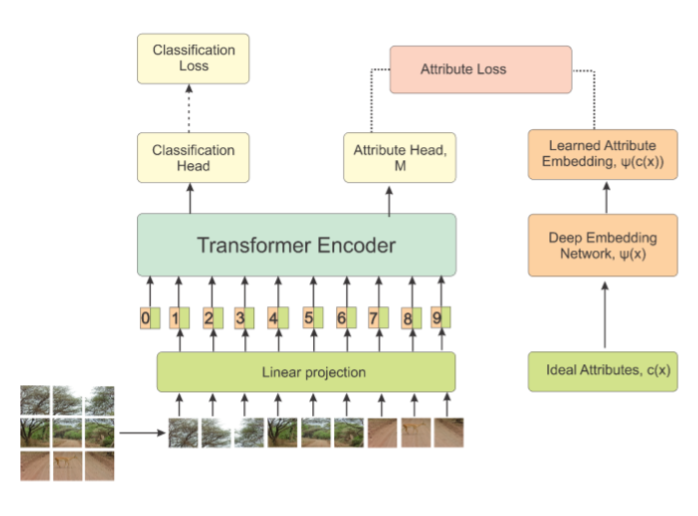 Classification
Loss
Attribute Loss
Classification
Head
Attribute Head,
M
Learned Attribute
Embedding, ψ(c(x))
Transformer Encoder
Deep Embedding
Network, ψ(x)
0 1 2 3 4 5 6 7 8 9
Linear projection
Ideal Attributes, c(x)